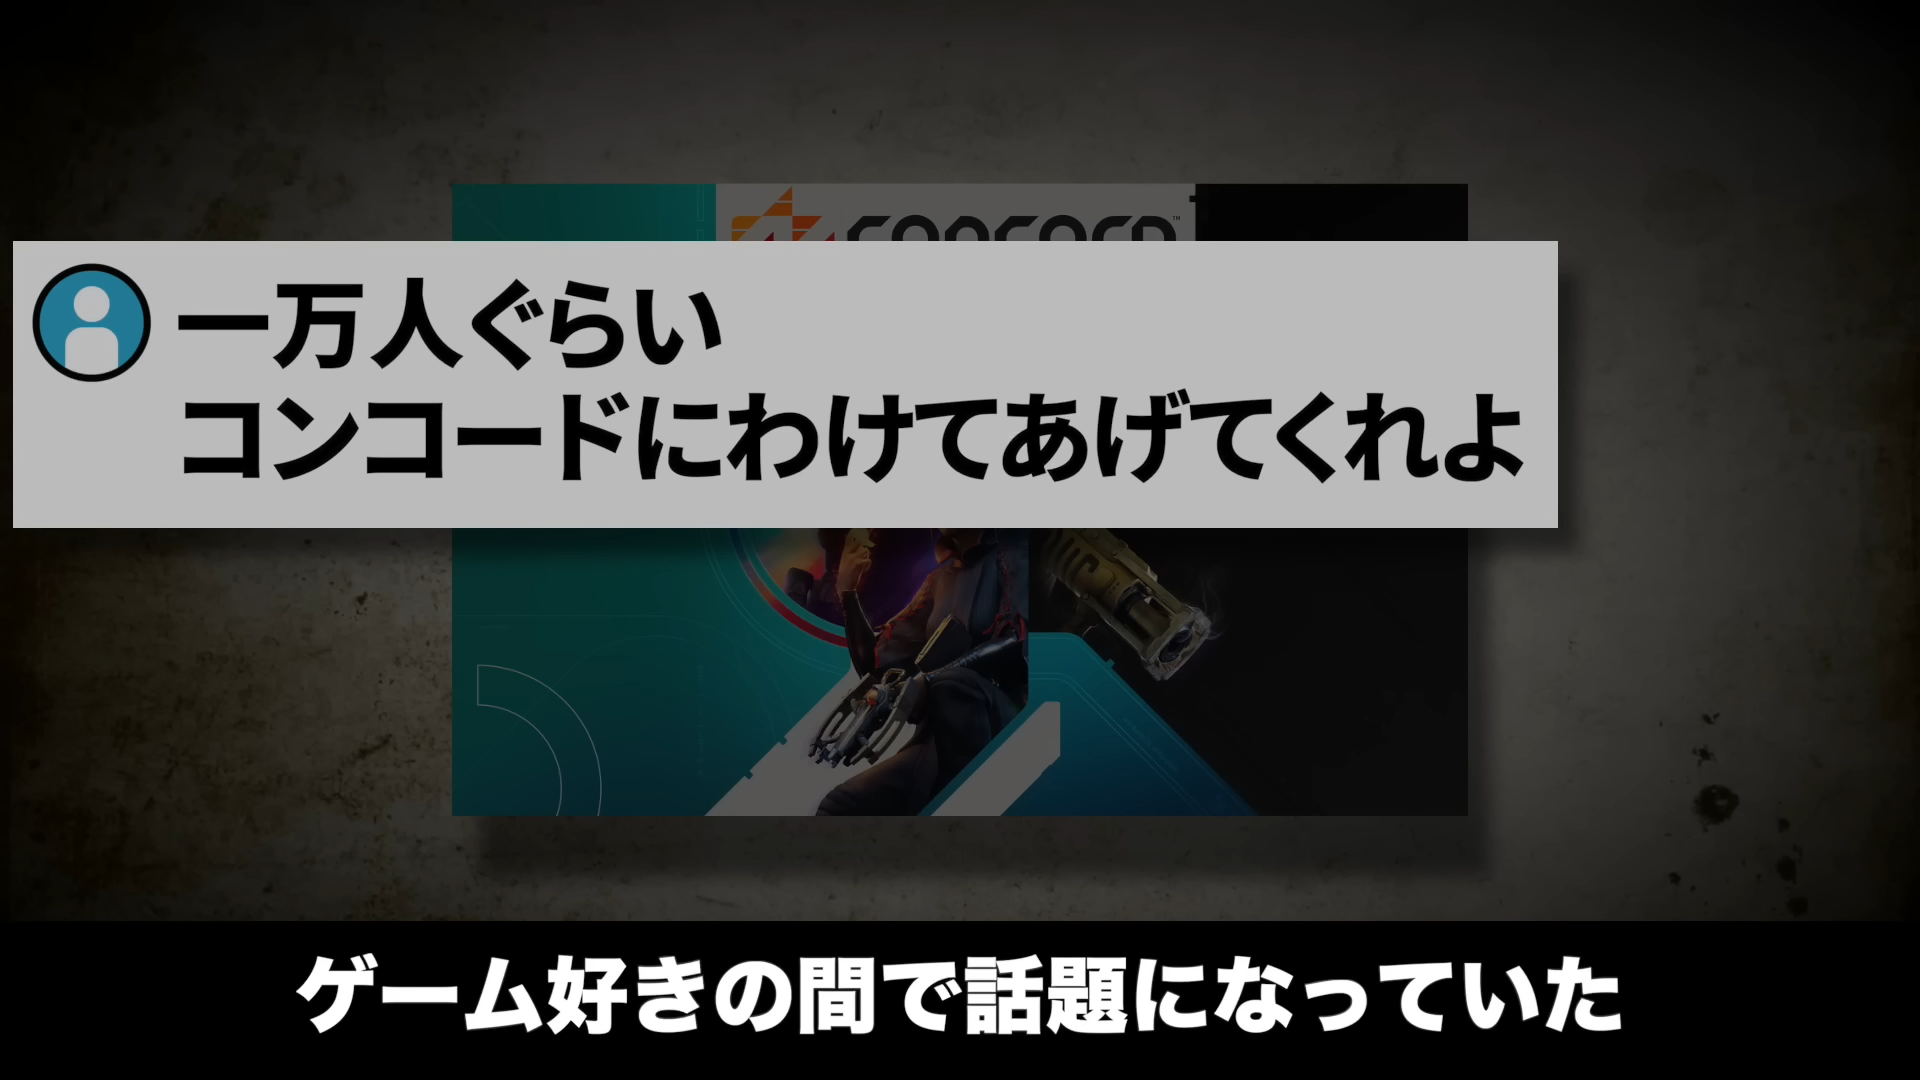 CONCORD™
一万人ぐらい
コンコードにわけてあげてくれよ
ゲーム好きの間で話題になっていた